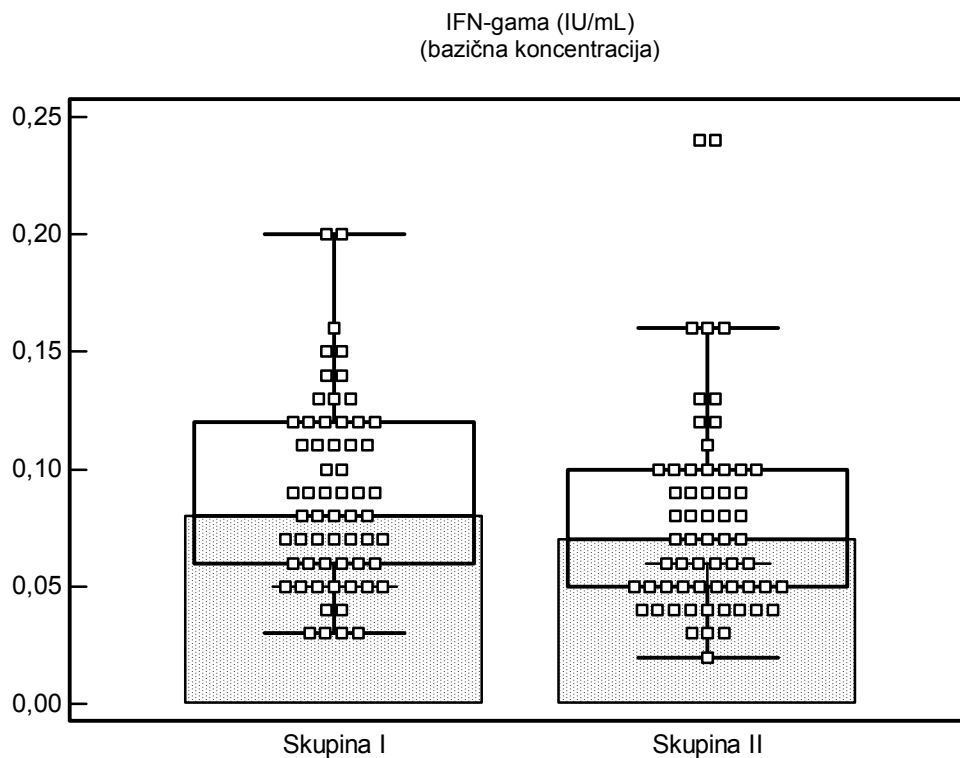 IFN-gama (IU/mL)
(bazična koncentracija)
0,25
0,20
0,15
0,10
0,05
0,00
Skupina I
Skupina II